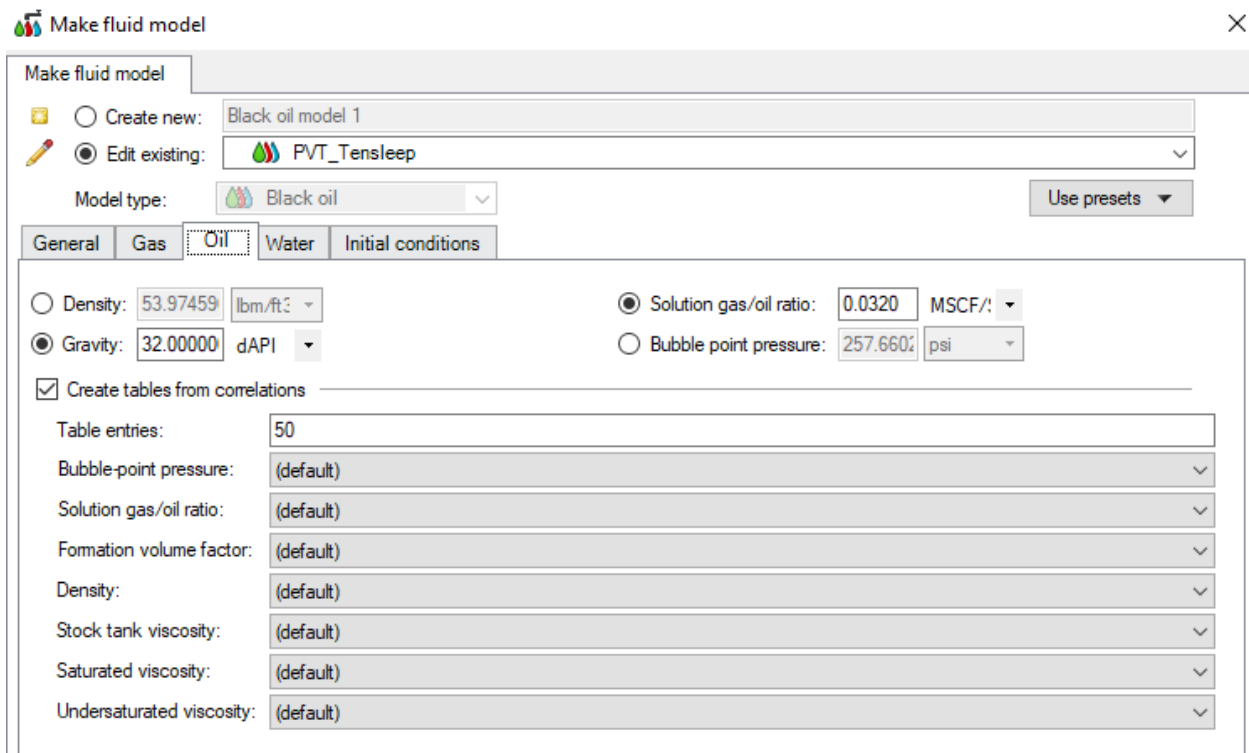 Make fluid model
Make fluid model
Create new: Black oil model 1
Edit existing: PVT_Tensleep
Model type: Black oil Use presets
General Gas Oil Water Initial conditions
Density: 53.974590 lbm/ft3 Solution gas/oil ratio: 0.0320 MSCF/
Gravity: 32.00000 dAPI Bubble point pressure: 257.6602 psi
Create tables from correlations
Table entries: 50
Bubble-point pressure: (default)
Solution gas/oil ratio: (default)
Formation volume factor: (default)
Density: (default)
Stock tank viscosity: (default)
Saturated viscosity: (default)
Undersaturated viscosity: (default)